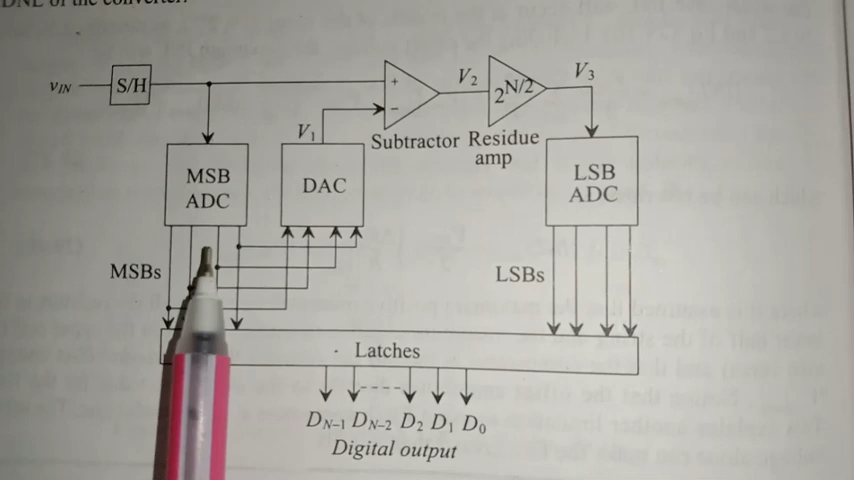 DNL of the converter.
vIN S/H
+
−
V2
2^N/2
V3
V1
Subtractor Residue amp
MSB ADC
DAC
LSB ADC
MSBs
LSBs
Latches
DN–1 DN–2 D2 D1 D0
Digital output